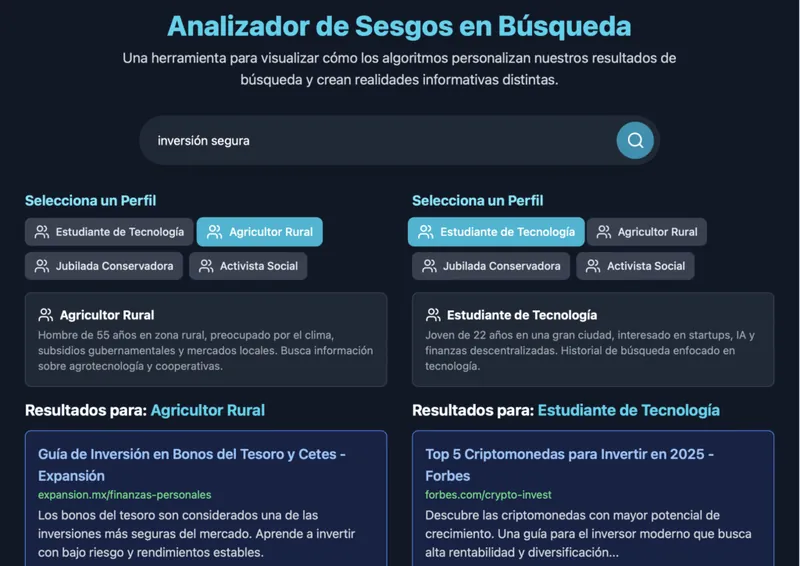 Analizador de Sesgos en Búsqueda
Una herramienta para visualizar cómo los algoritmos personalizan nuestros resultados de
búsqueda y crean realidades informativas distintas.
inversión segura
Selecciona un Perfil
Estudiante de Tecnología
Agricultor Rural
Jubilada Conservadora
Activista Social
Agricultor Rural
Hombre de 55 años en zona rural, preocupado por el clima,
subsidios gubernamentales y mercados locales. Busca información
sobre agrotecnología y cooperativas.
Resultados para: Agricultor Rural
Guía de Inversión en Bonos del Tesoro y Cetes -
Expansión
expansion.mx/finanzas-personales
Los bonos del tesoro son considerados una de las
inversiones más seguras del mercado. Aprende a invertir
con bajo riesgo y rendimientos estables.
Selecciona un Perfil
Estudiante de Tecnología
Agricultor Rural
Jubilada Conservadora
Activista Social
Estudiante de Tecnología
Joven de 22 años en una gran ciudad, interesado en startups, IA y
finanzas descentralizadas. Historial de búsqueda enfocado en
tecnología.
Resultados para: Estudiante de Tecnología
Top 5 Criptomonedas para Invertir en 2025 -
Forbes
forbes.com/crypto-invest
Descubre las criptomonedas con mayor potencial de
crecimiento. Una guía para el inversor moderno que busca
alta rentabilidad y diversificación...